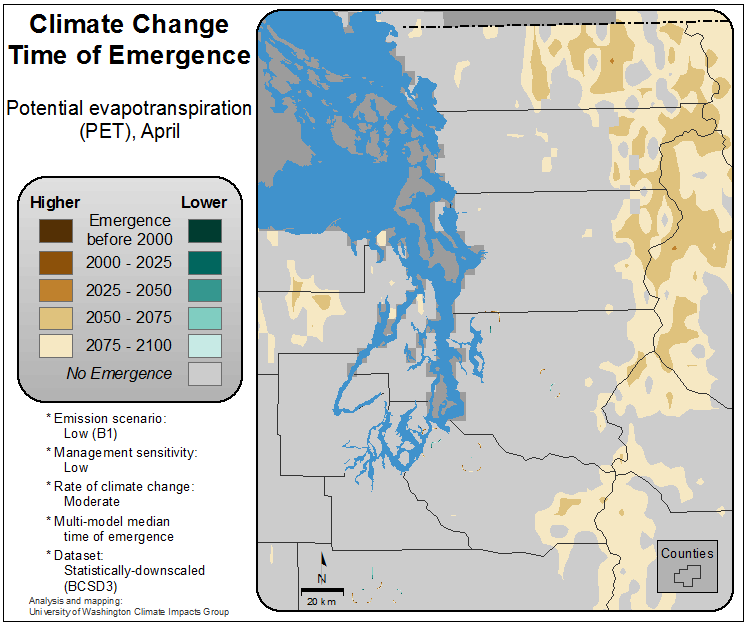 Climate Change
Time of Emergence
Potential evapotranspiration
(PET), April
Higher Lower
Emergence
before 2000
2000 - 2025
2025 - 2050
2050 - 2075
2075 - 2100
No Emergence
* Emission scenario:
Low (B1)
* Management sensitivity:
Low
* Rate of climate change:
Moderate
* Multi-model median
time of emergence
* Dataset:
Statistically-downscaled
(BCSD3)
Analysis and mapping:
University of Washington Climate Impacts Group
N
20 km
Counties